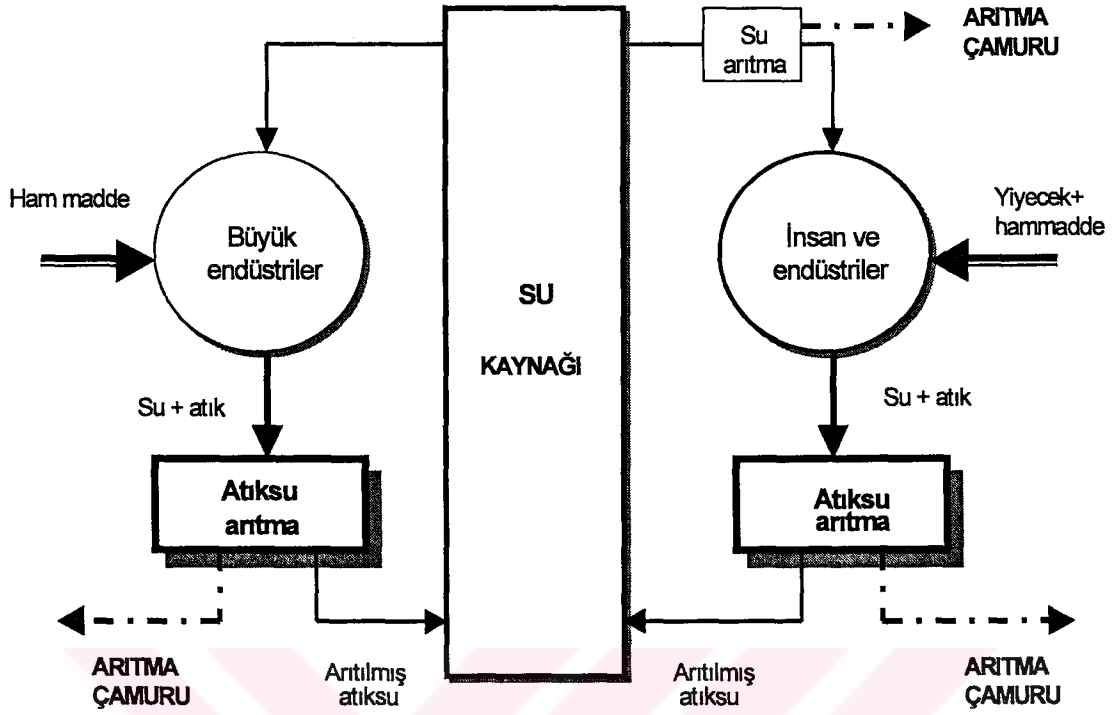 Su
arıtma
ARITMA
ÇAMURU
Ham madde
Büyük
endüstriler
SU
KAYNAĞI
İnsan ve
endüstriler
Yiyecek+
hammadde
Su + atık
Su + atık
Atıksu
arıtma
Atıksu
arıtma
ARITMA
ÇAMURU
Arıtılmış
atıksu
Arıtılmış
atıksu
ARITMA
ÇAMURU